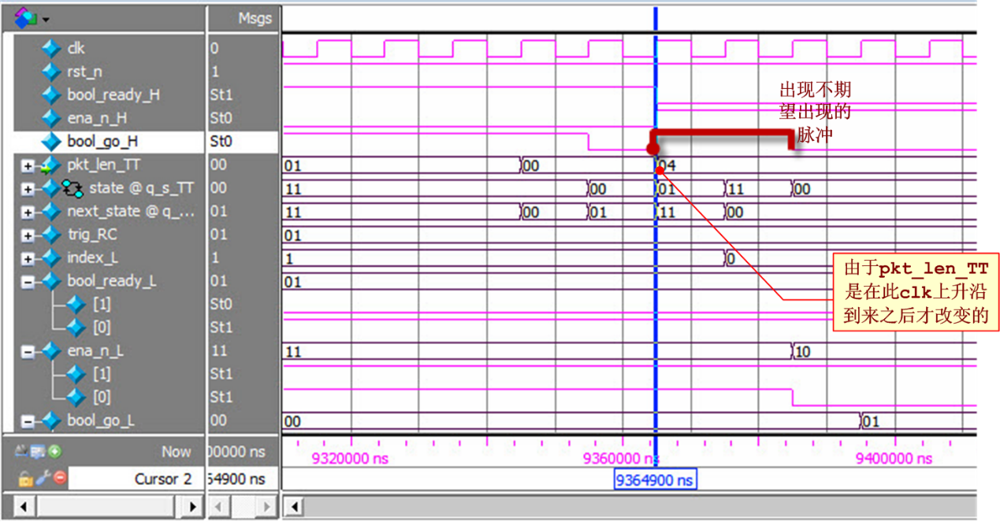 Msgs
clk 0
rst_n 1
bool_ready_H St1
ena_n_H St0
bool_go_H St0
pkt_len_TT 00 01 00 04
state @ q_s_TT 00 11 00 01 11 00
next_state @ q_... 01 11 00 01 11 00
trig_RC 01 01
index_L 1 1 0
bool_ready_L 01 01
[1] St0
[0] St1
ena_n_L 11 11 10
[1] St1
[0] St1
bool_go_L 00 00 01
出现不期
望出现的
脉冲
由于pkt_len_TT
是在此clk上升沿
到来之后才改变的
Now 00000 ns 9320000 ns 9360000 ns 9400000 ns
Cursor 2 54900 ns 9364900 ns